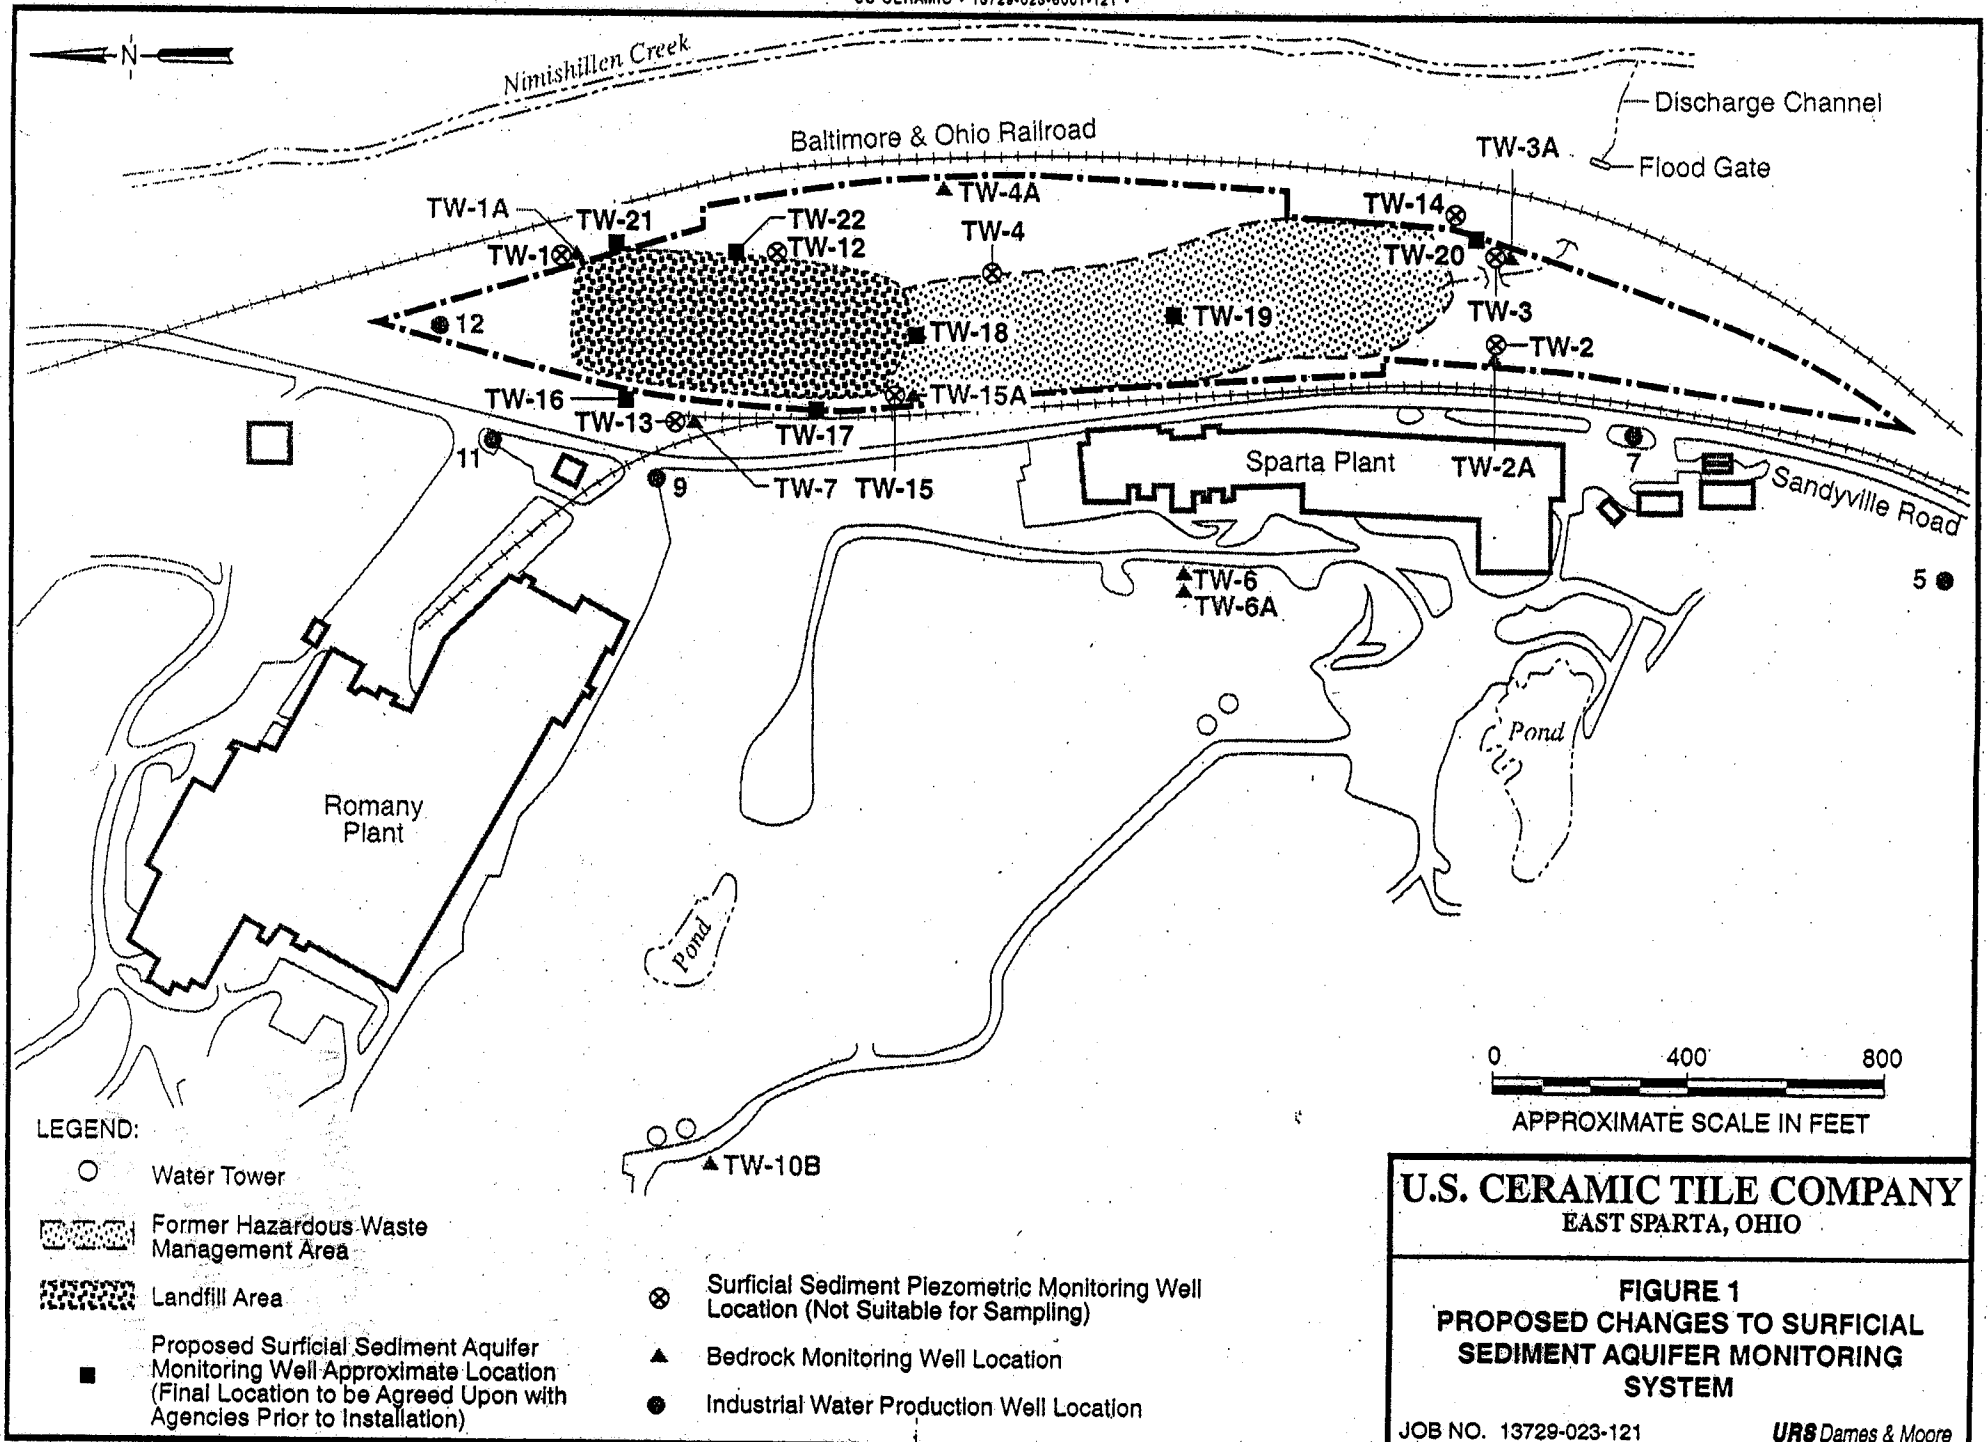 US CERAMIC • 13729-023-6001-121 •
N
Nimishillen Creek
Discharge Channel
Baltimore & Ohio Railroad
TW-3A
Flood Gate
TW-4A
TW-1A
TW-21
TW-22
TW-14
TW-1
TW-12
TW-4
TW-20
12
TW-18
TW-19
TW-3
TW-2
TW-16
TW-15A
TW-13
TW-17
11
9
TW-7
TW-15
Sparta Plant
TW-2A
7
Sandyville Road
5
TW-6
TW-6A
Pond
Romany
Plant
Pond
0 400 800
APPROXIMATE SCALE IN FEET
TW-10B
LEGEND:
Water Tower
Former Hazardous Waste
Management Area
Landfill Area
Proposed Surficial Sediment Aquifer
Monitoring Well Approximate Location
(Final Location to be Agreed Upon with
Agencies Prior to Installation)
Surficial Sediment Piezometric Monitoring Well
Location (Not Suitable for Sampling)
Bedrock Monitoring Well Location
Industrial Water Production Well Location
U.S. CERAMIC TILE COMPANY
EAST SPARTA, OHIO
FIGURE 1
PROPOSED CHANGES TO SURFICIAL
SEDIMENT AQUIFER MONITORING
SYSTEM
JOB NO. 13729-023-121
URS Dames & Moore